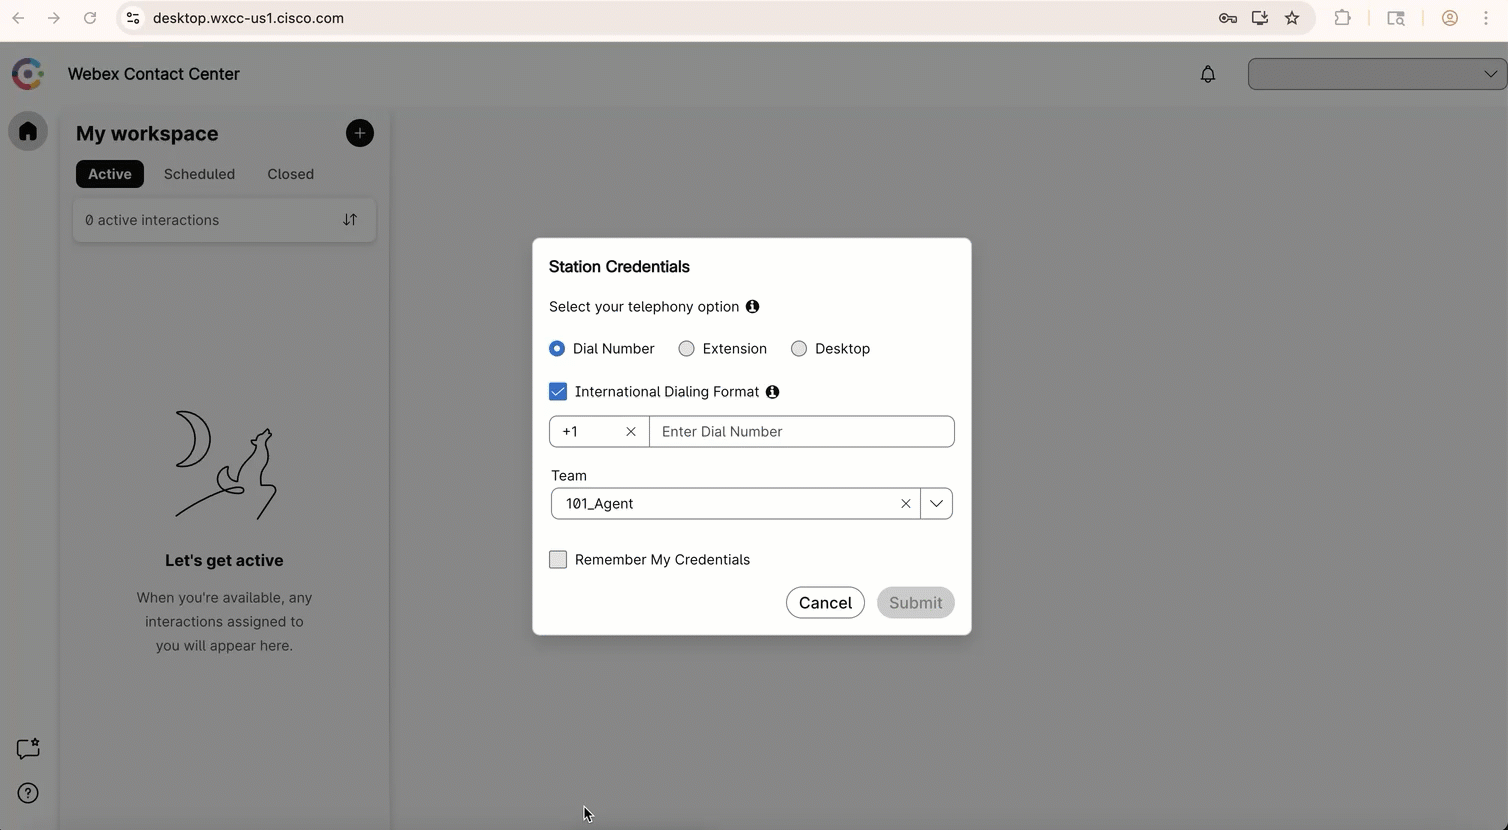 desktop.wxcc-us1.cisco.com
Webex Contact Center
My workspace
Active Scheduled Closed
0 active interactions
Let's get active
When you're available, any
interactions assigned to
you will appear here.
Station Credentials
Select your telephony option
Dial Number Extension Desktop
International Dialing Format
+1 Enter Dial Number
Team
101_Agent
Remember My Credentials
Cancel Submit